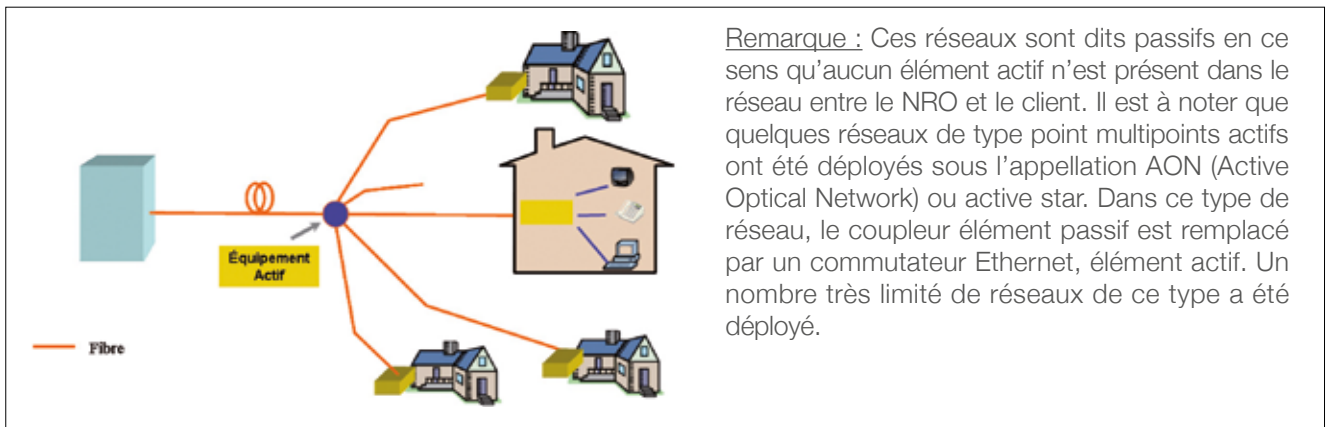 Équipement
Actif
Fibre
Remarque : Ces réseaux sont dits passifs en ce
sens qu’aucun élément actif n’est présent dans le
réseau entre le NRO et le client. Il est à noter que
quelques réseaux de type point multipoints actifs
ont été déployés sous l’appellation AON (Active
Optical Network) ou active star. Dans ce type de
réseau, le coupleur élément passif est remplacé
par un commutateur Ethernet, élément actif. Un
nombre très limité de réseaux de ce type a été
déployé.